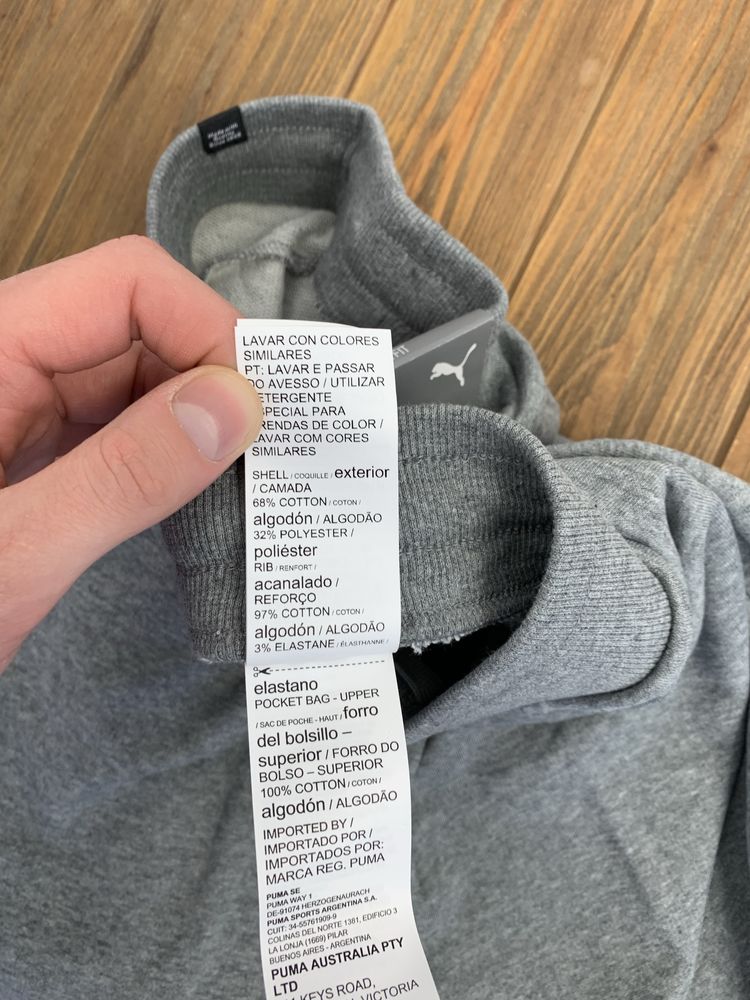 FIT
LAVAR CON COLORES
SIMILARES
PT: LAVAR E PASSAR
DO AVESSO / UTILIZAR
ETERGENTE
SPECIAL PARA
RENDAS DE COLOR /
LAVAR COM CORES
SIMILARES
SHELL / COQUILLE / exterior
/ CAMADA
68% COTTON / COTON /
algodón / ALGODÃO
32% POLYESTER /
poliéster
RIB / RENFORT /
acanalado /
REFORÇO
97% COTTON / COTON /
algodón / ALGODÃO
3% ELASTANE / ÉLASTHANNE /
elastano
POCKET BAG - UPPER
/ SAC DE POCHE - HAUT / forro
del bolsillo –
superior / FORRO DO
BOLSO – SUPERIOR
100% COTTON / COTON /
algodón / ALGODÃO
IMPORTED BY /
IMPORTADO POR /
IMPORTADOS POR:
MARCA REG. PUMA
PUMA SE
PUMA WAY 1
DE-91074 HERZOGENAURACH
PUMA SPORTS ARGENTINA S.A.
CUIT: 34-55761909-9
COLINAS DEL NORTE 1381, EDIFICIO 3
LA LONJA (1669) PILAR
BUENOS AIRES - ARGENTINA
PUMA AUSTRALIA PTY
LTD
KEYS ROAD,
VICTORIA